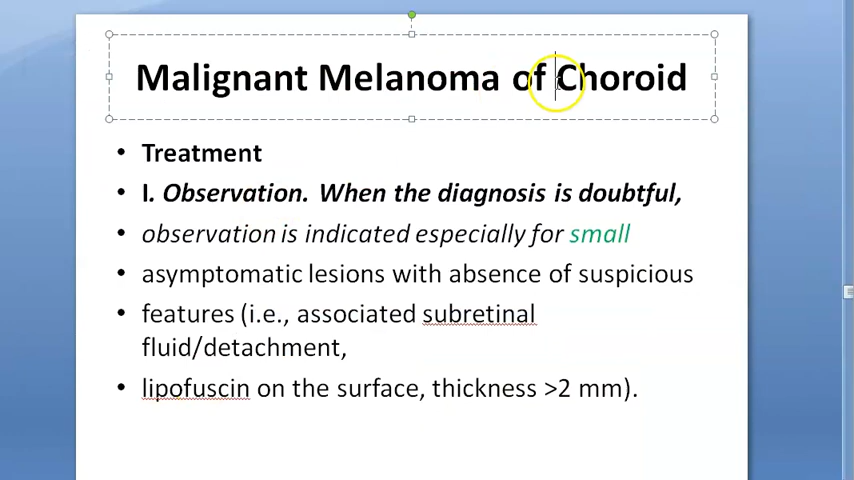 Malignant Melanoma of Choroid
• Treatment
• I. Observation. When the diagnosis is doubtful,
• observation is indicated especially for small
• asymptomatic lesions with absence of suspicious
• features (i.e., associated subretinal
fluid/detachment,
• lipofuscin on the surface, thickness >2 mm).